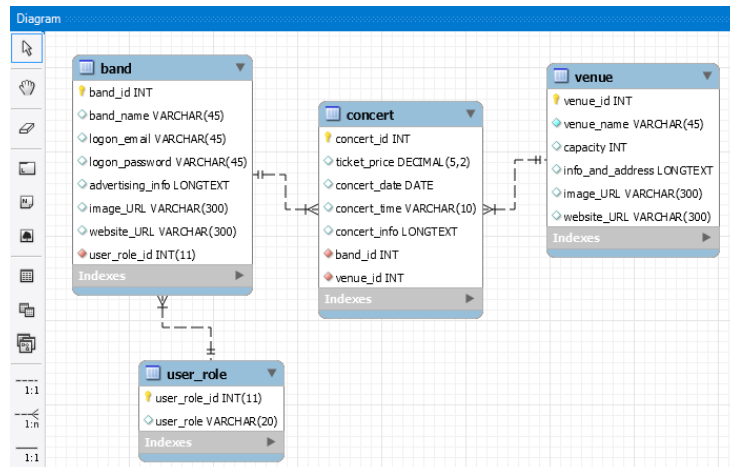 Diagram
band
band_id INT
band_name VARCHAR(45)
logon_email VARCHAR(45)
logon_password VARCHAR(45)
advertising_info LONGTEXT
image_URL VARCHAR(300)
website_URL VARCHAR(300)
user_role_id INT(11)
Indexes
concert
concert_id INT
ticket_price DECIMAL(5,2)
concert_date DATE
concert_time VARCHAR(10)
concert_info LONGTEXT
band_id INT
venue_id INT
Indexes
venue
venue_id INT
venue_name VARCHAR(45)
capacity INT
info_and_address LONGTEXT
image_URL VARCHAR(300)
website_URL VARCHAR(300)
Indexes
user_role
user_role_id INT(11)
user_role VARCHAR(20)
Indexes
1:1
1:n
1:1